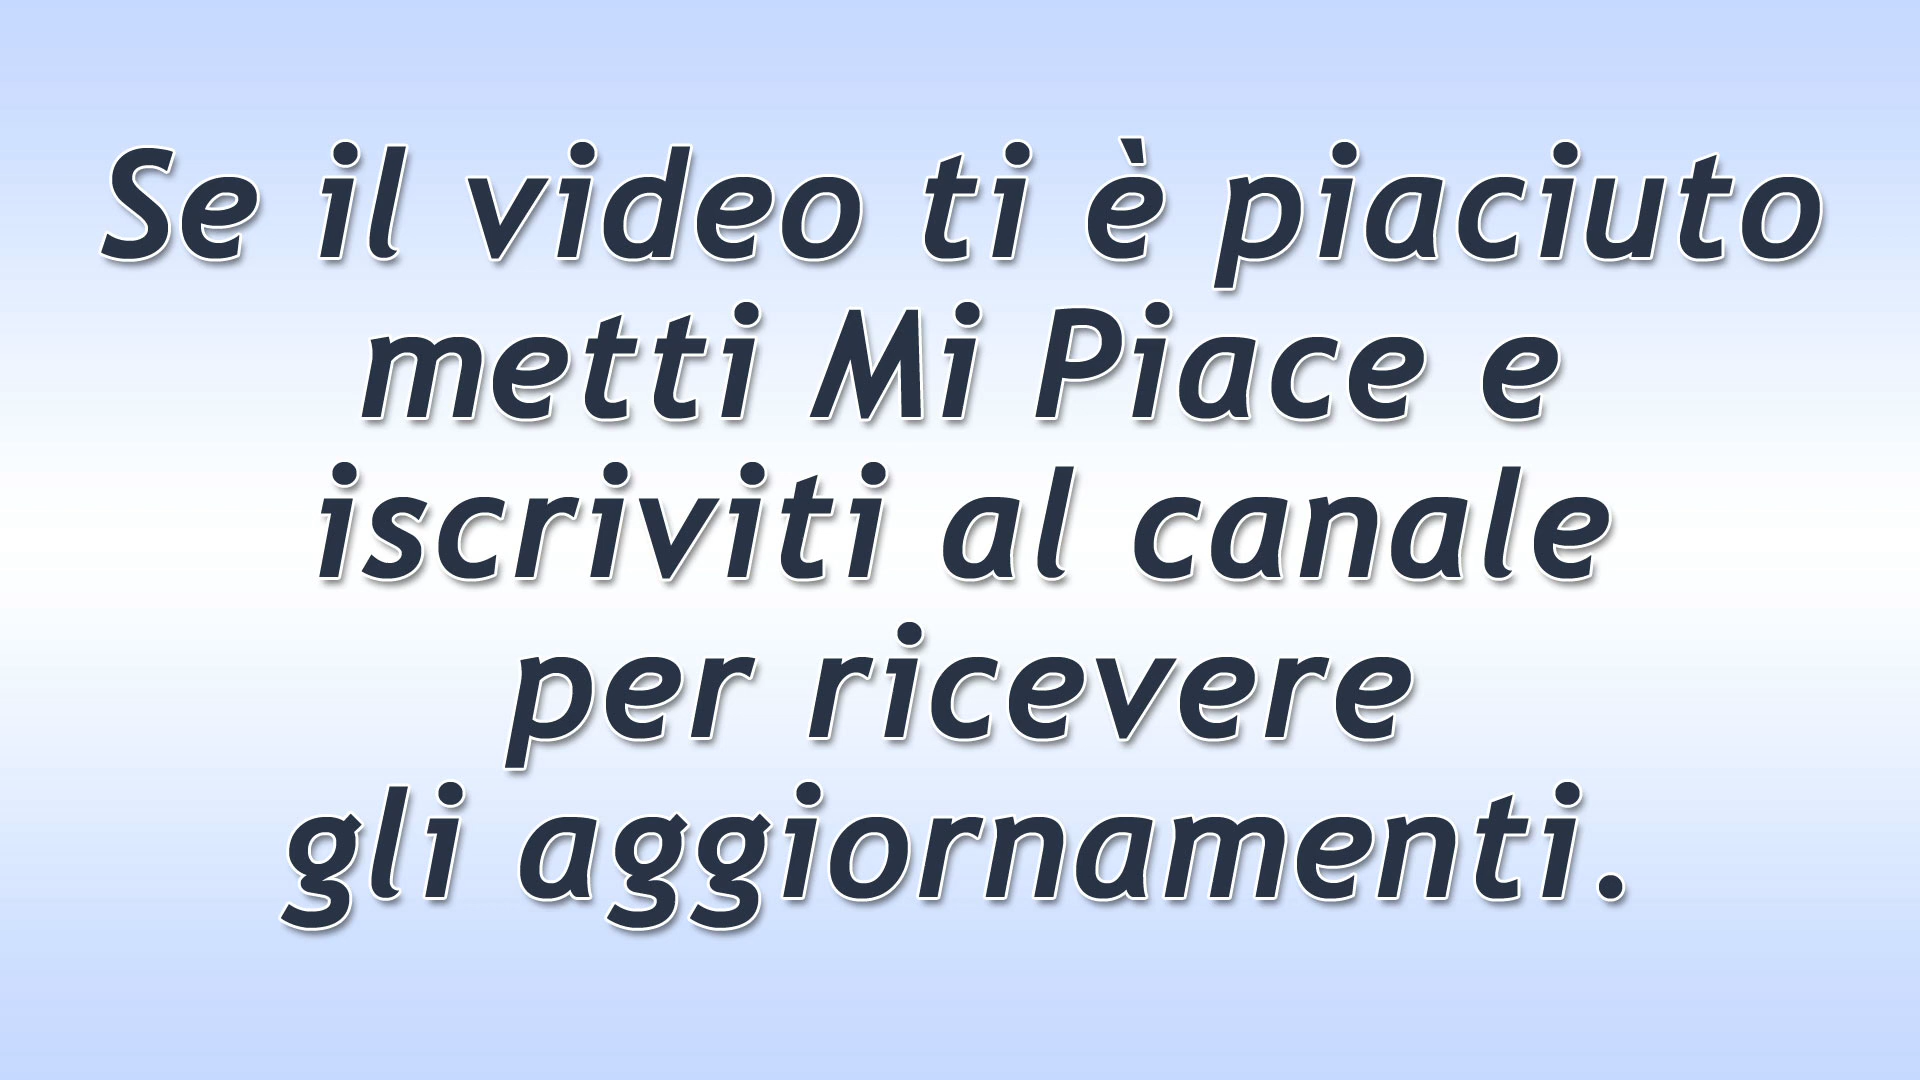 Se il video ti è piaciuto
metti Mi Piace e
iscriviti al canale
per ricevere
gli aggiornamenti.